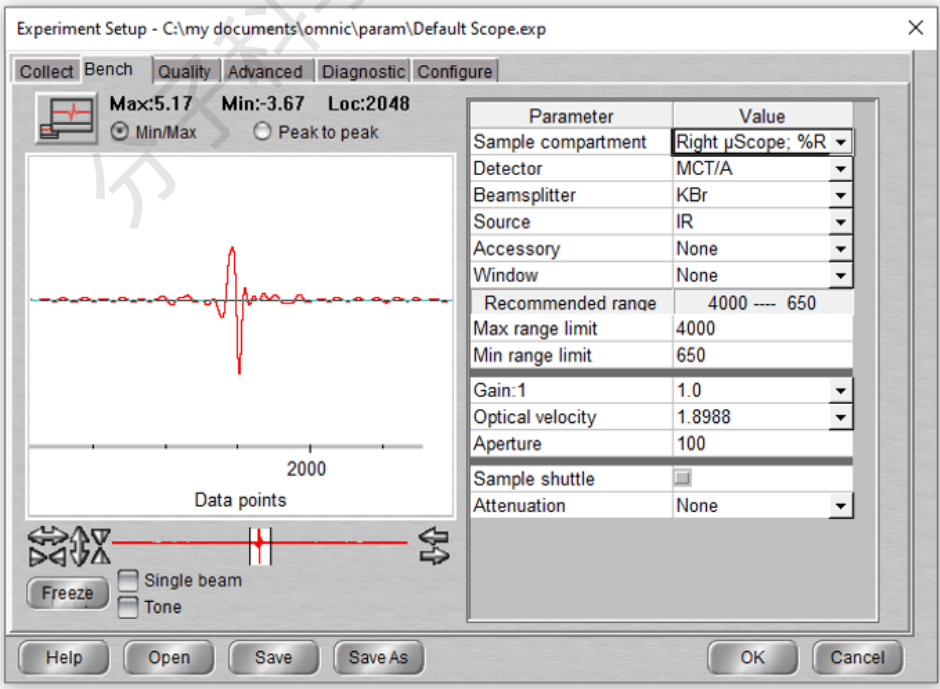 Experiment Setup - C:\my documents\omnic\param\Default Scope.exp
Collect Bench Quality Advanced Diagnostic Configure
Max:5.17 Min:-3.67 Loc:2048
Min/Max Peak to peak
Parameter Value
Sample compartment Right µScope; %R
Detector MCT/A
Beamsplitter KBr
Source IR
Accessory None
Window None
Recommended range 4000 ---- 650
Max range limit 4000
Min range limit 650
Gain:1 1.0
Optical velocity 1.8988
Aperture 100
Sample shuttle
Attenuation None
2000
Data points
Freeze
Single beam
Tone
Help Open Save Save As OK Cancel
分子科